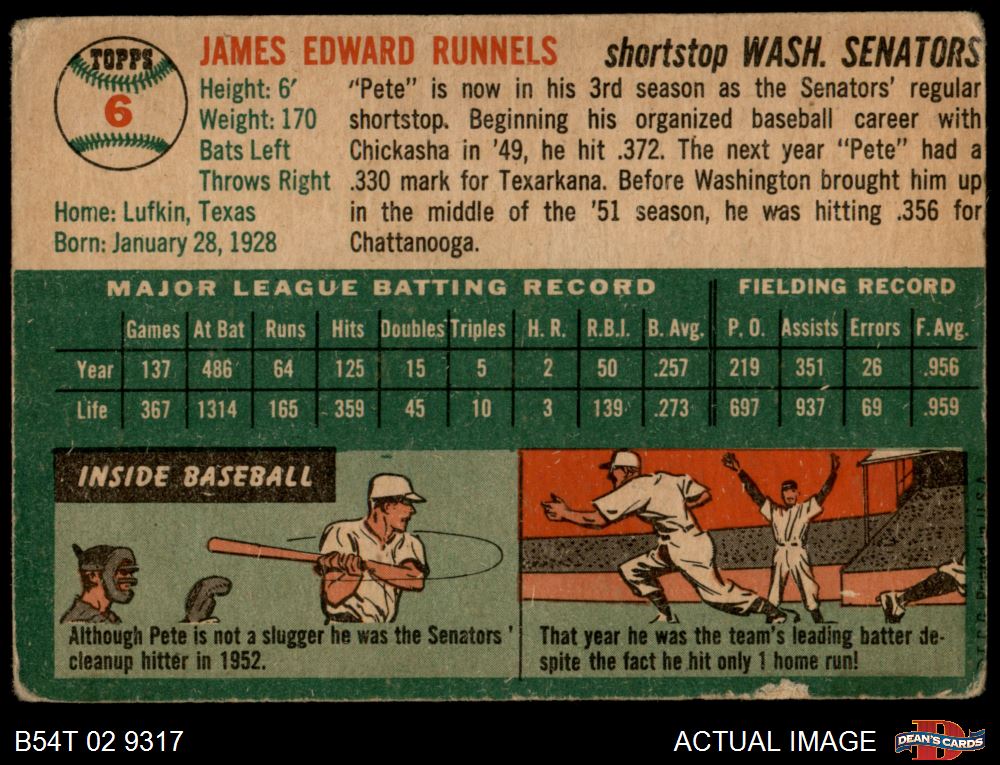 TOPPS
6
JAMES EDWARD RUNNELS shortstop WASH. SENATORS
Height: 6'
Weight: 170
Bats Left
Throws Right
Home: Lufkin, Texas
Born: January 28, 1928
"Pete" is now in his 3rd season as the Senators' regular
shortstop. Beginning his organized baseball career with
Chickasha in '49, he hit .372. The next year "Pete" had a
.330 mark for Texarkana. Before Washington brought him up
in the middle of the '51 season, he was hitting .356 for
Chattanooga.
MAJOR LEAGUE BATTING RECORD FIELDING RECORD
Games At Bat Runs Hits Doubles Triples H. R. R.B.I. B. Avg. P. O. Assists Errors F. Avg.
Year 137 486 64 125 15 5 2 50 .257 219 351 26 .956
Life 367 1314 165 359 45 10 3 139 .273 697 937 69 .959
INSIDE BASEBALL
Although Pete is not a slugger he was the Senators'
cleanup hitter in 1952.
That year he was the team's leading batter de-
spite the fact he hit only 1 home run!
B54T 02 9317
ACTUAL IMAGE
DEAN'S CARDS